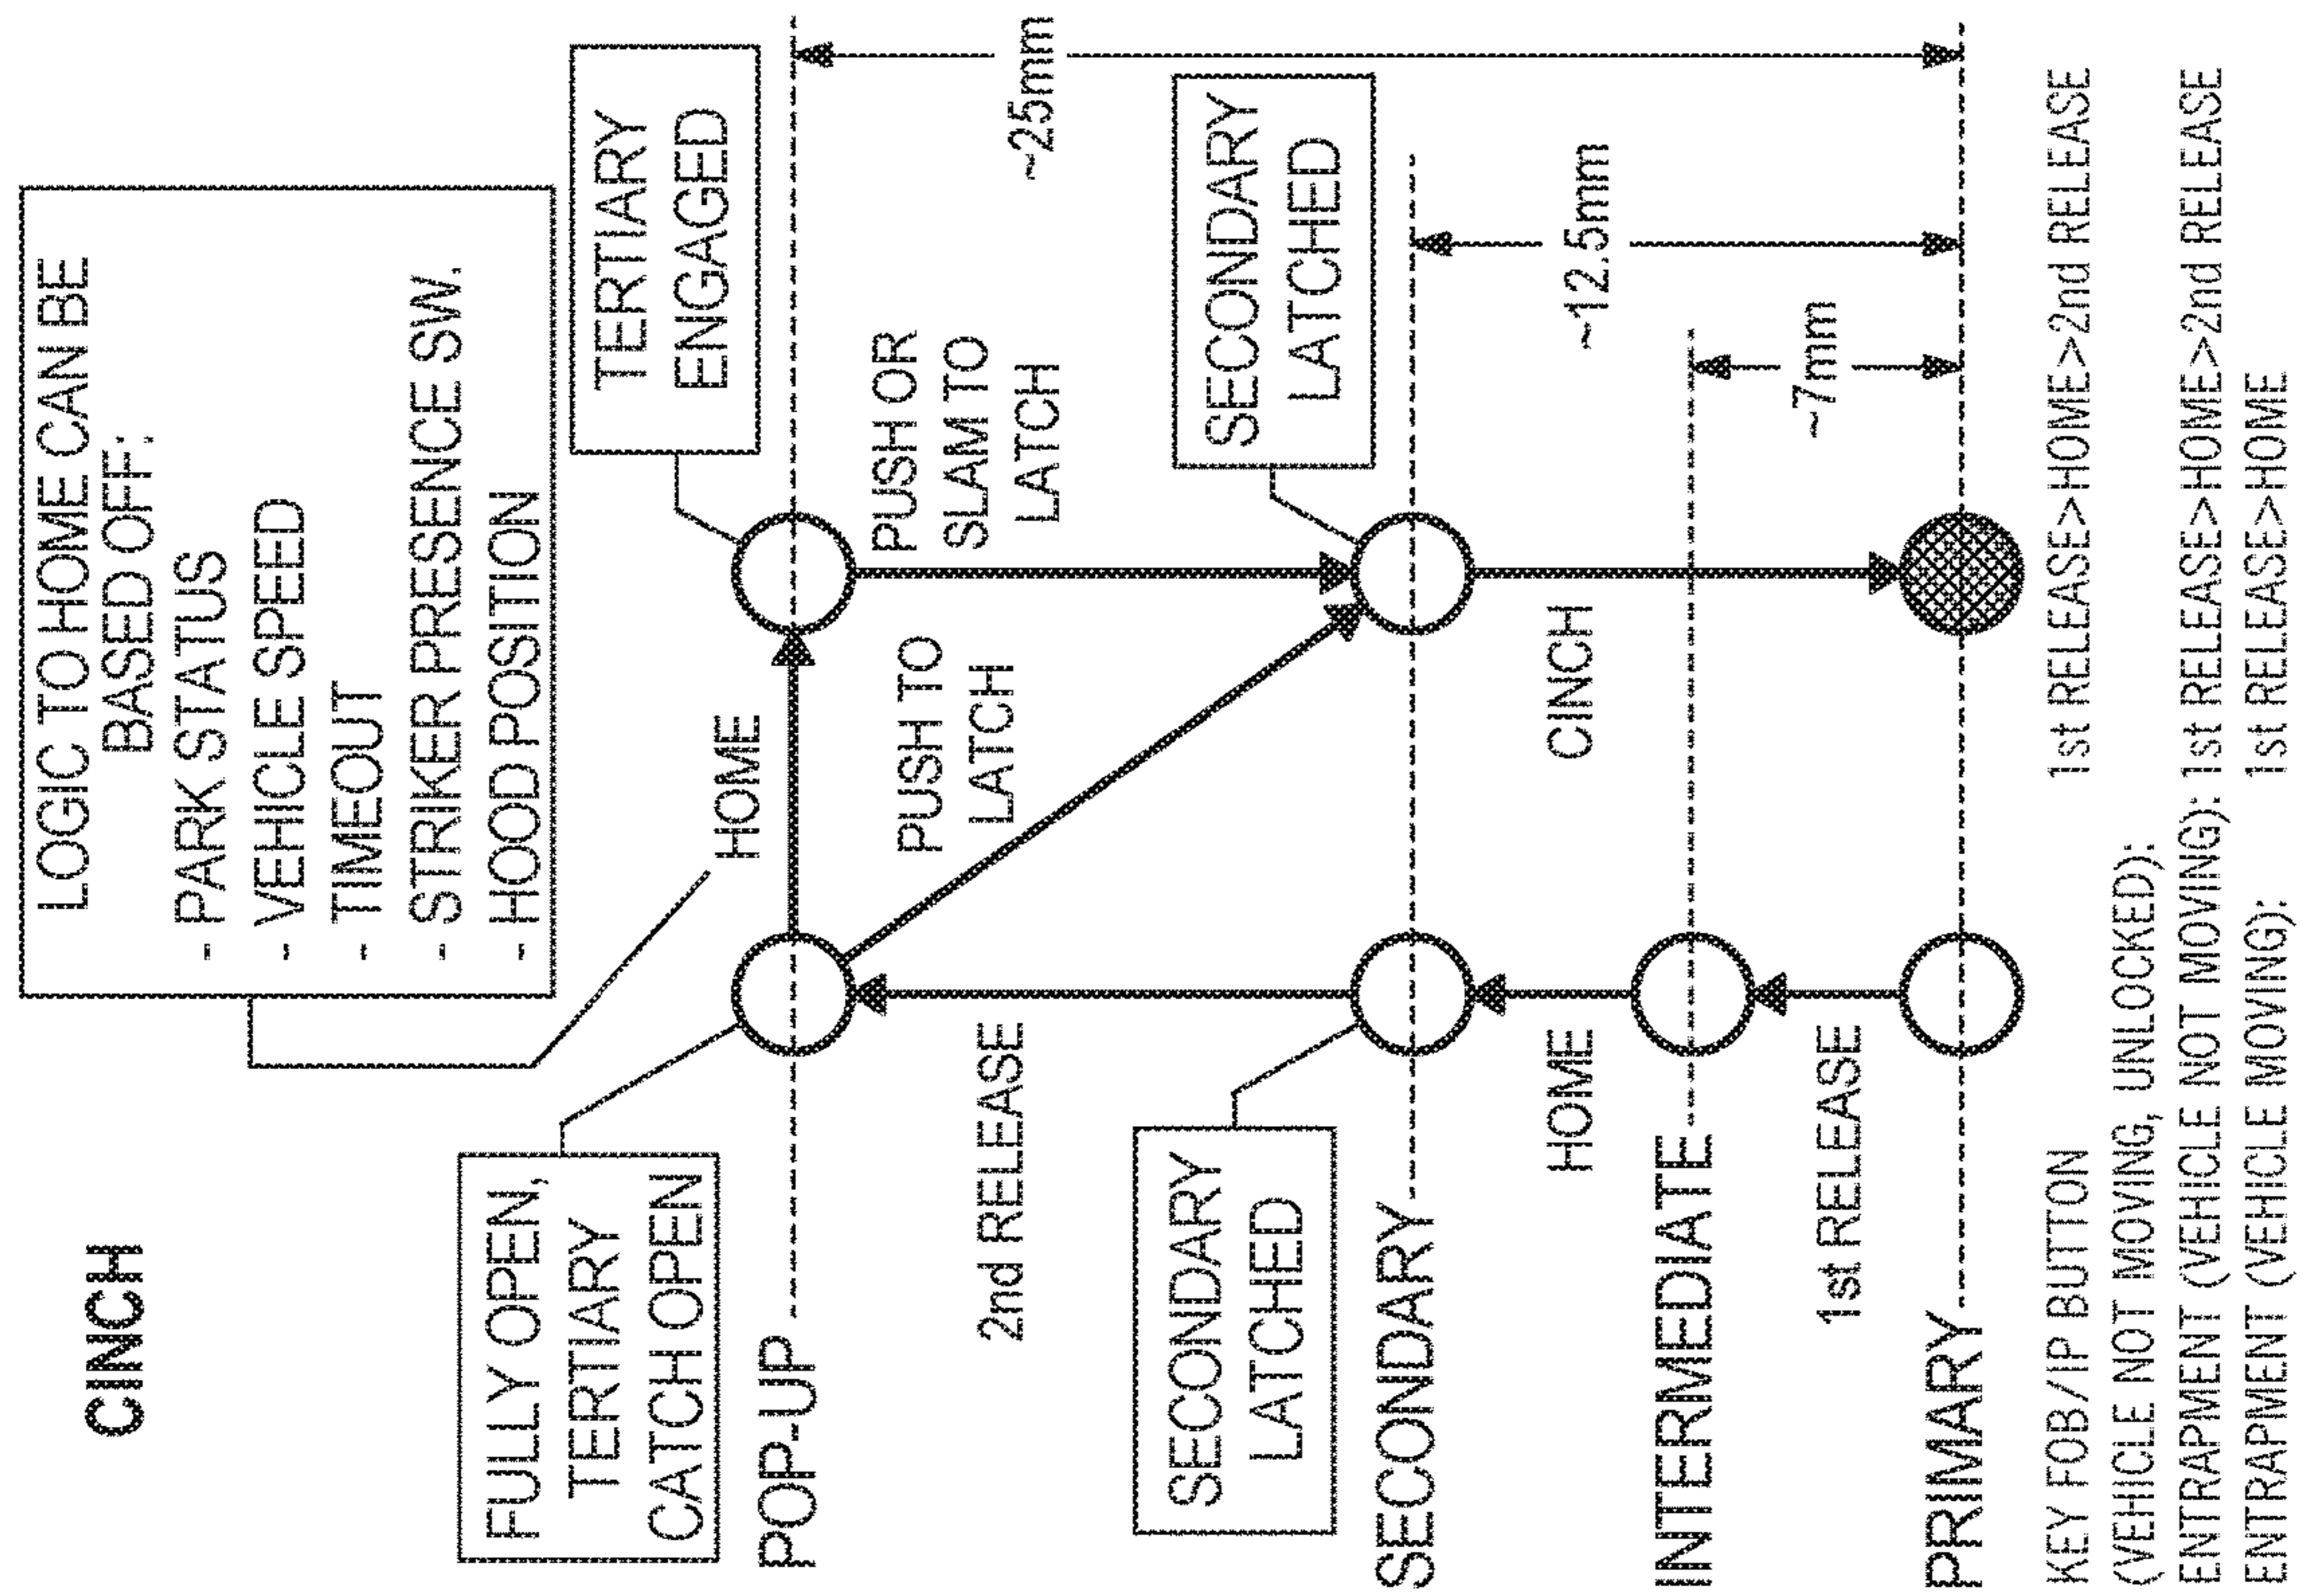 CINCH
LOGIC TO HOME CAN BE
BASED OFF:
- PARK STATUS
- VEHICLE SPEED
- TIMEOUT
- STRIKER PRESENCE SW.
- HOOD POSITION
FULLY OPEN,
TERTIARY
CATCH OPEN
TERTIARY
ENGAGED
HOME
POP-UP
~25mm
PUSH OR
SLAM TO
LATCH
PUSH TO
LATCH
2nd RELEASE
SECONDARY
LATCHED
SECONDARY
LATCHED
SECONDARY
~12.5mm
HOME
CINCH
INTERMEDIATE
~7mm
1st RELEASE
PRIMARY
KEY FOB/IP BUTTON 1st RELEASE>HOME>2nd RELEASE
(VEHICLE NOT MOVING, UNLOCKED):
ENTRAPMENT (VEHICLE NOT MOVING): 1st RELEASE>HOME>2nd RELEASE
ENTRAPMENT (VEHICLE MOVING): 1st RELEASE>HOME